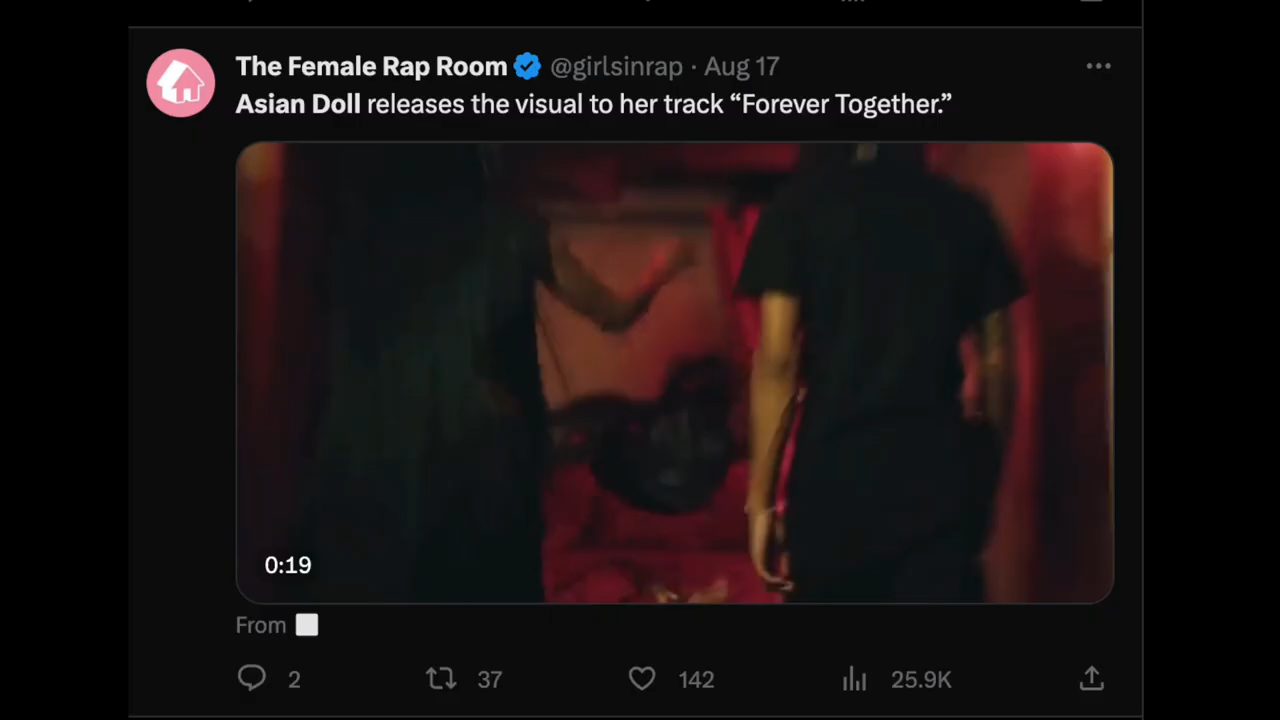 The Female Rap Room @girlsinrap · Aug 17
Asian Doll releases the visual to her track “Forever Together.”
0:19
From
2 37 142 25.9K